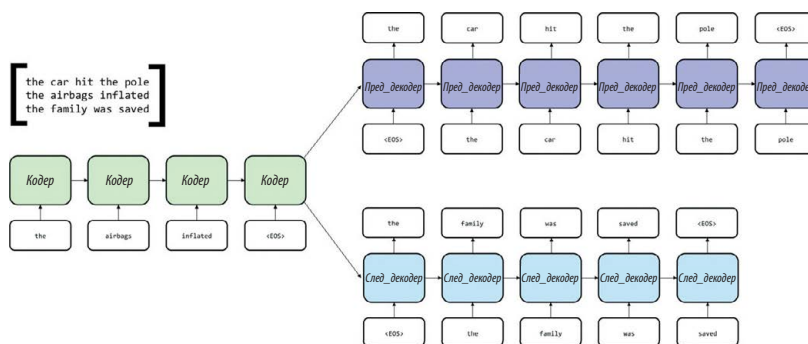 the car hit the pole <EOS>
Пред_декодер Пред_декодер Пред_декодер Пред_декодер Пред_декодер Пред_декодер
<EOS> the car hit the pole
the car hit the pole
the airbags inflated
the family was saved
Кодер Кодер Кодер Кодер
the airbags inflated <EOS>
the family was saved <EOS>
След_декодер След_декодер След_декодер След_декодер След_декодер
<EOS> the family was saved